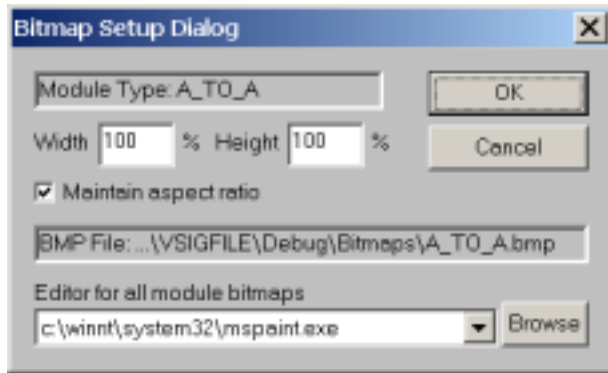 Bitmap Setup Dialog
Module Type: A_TO_A
OK
Width 100 % Height 100 %
Cancel
Maintain aspect ratio
BMP File:...\VSIGFILE\Debug\Bitmaps\A_TO_A.bmp
Editor for all module bitmaps
c:\winnt\system32\mspaint.exe
Browse